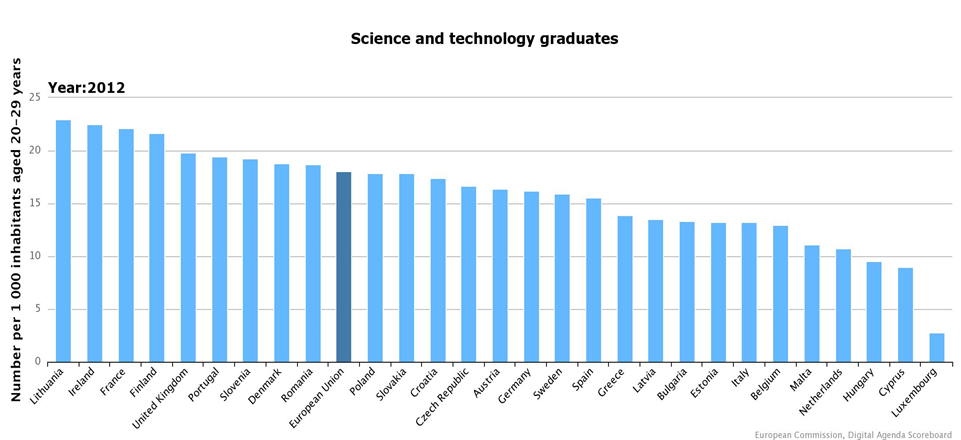 Science and technology graduates
Number per 1 000 inhabitants aged 20-29 years
Year:2012
25
20
15
10
5
0
Lithuania
Ireland
France
Finland
United Kingdom
Portugal
Slovenia
Denmark
Romania
European Union
Poland
Slovakia
Croatia
Czech Republic
Austria
Germany
Sweden
Spain
Greece
Latvia
Bulgaria
Estonia
Italy
Belgium
Malta
Netherlands
Hungary
Cyprus
Luxembourg
European Commission, Digital Agenda Scoreboard